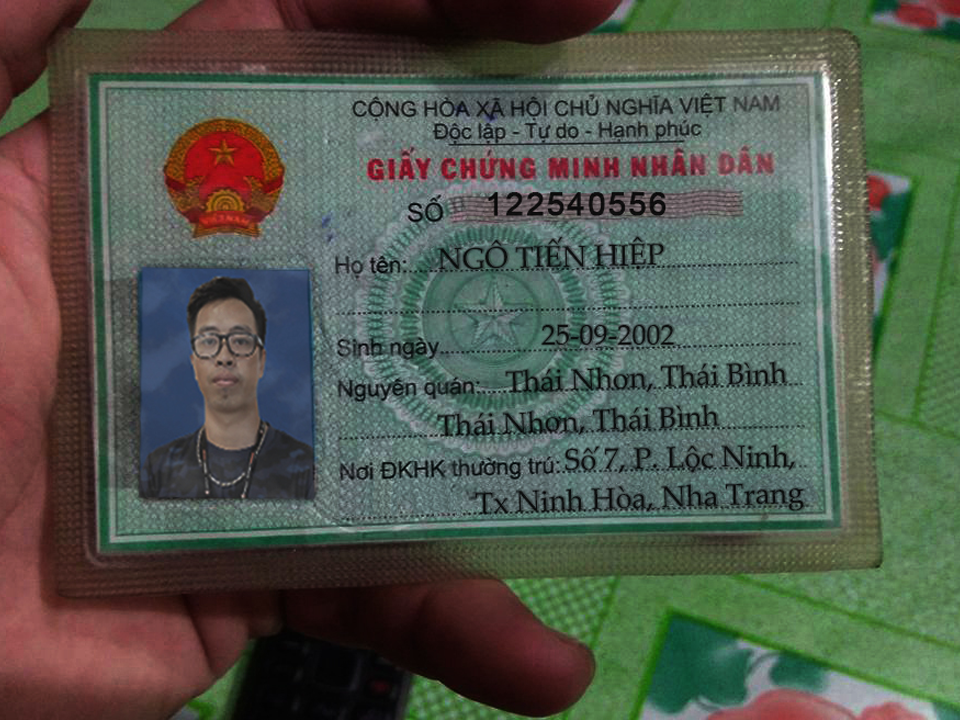 CỘNG HÒA XÃ HỘI CHỦ NGHĨA VIỆT NAM
Độc lập - Tự do - Hạnh phúc
GIẤY CHỨNG MINH NHÂN DÂN
SỐ 122540556
Họ tên: NGÔ TIẾN HIỆP
Sinh ngày 25-09-2002
Nguyên quán: Thái Nhơn, Thái Bình
Thái Nhơn, Thái Bình
Nơi ĐKHK thường trú: Số 7, P. Lộc Ninh,
Tx Ninh Hòa, Nha Trang
VIỆT NAM